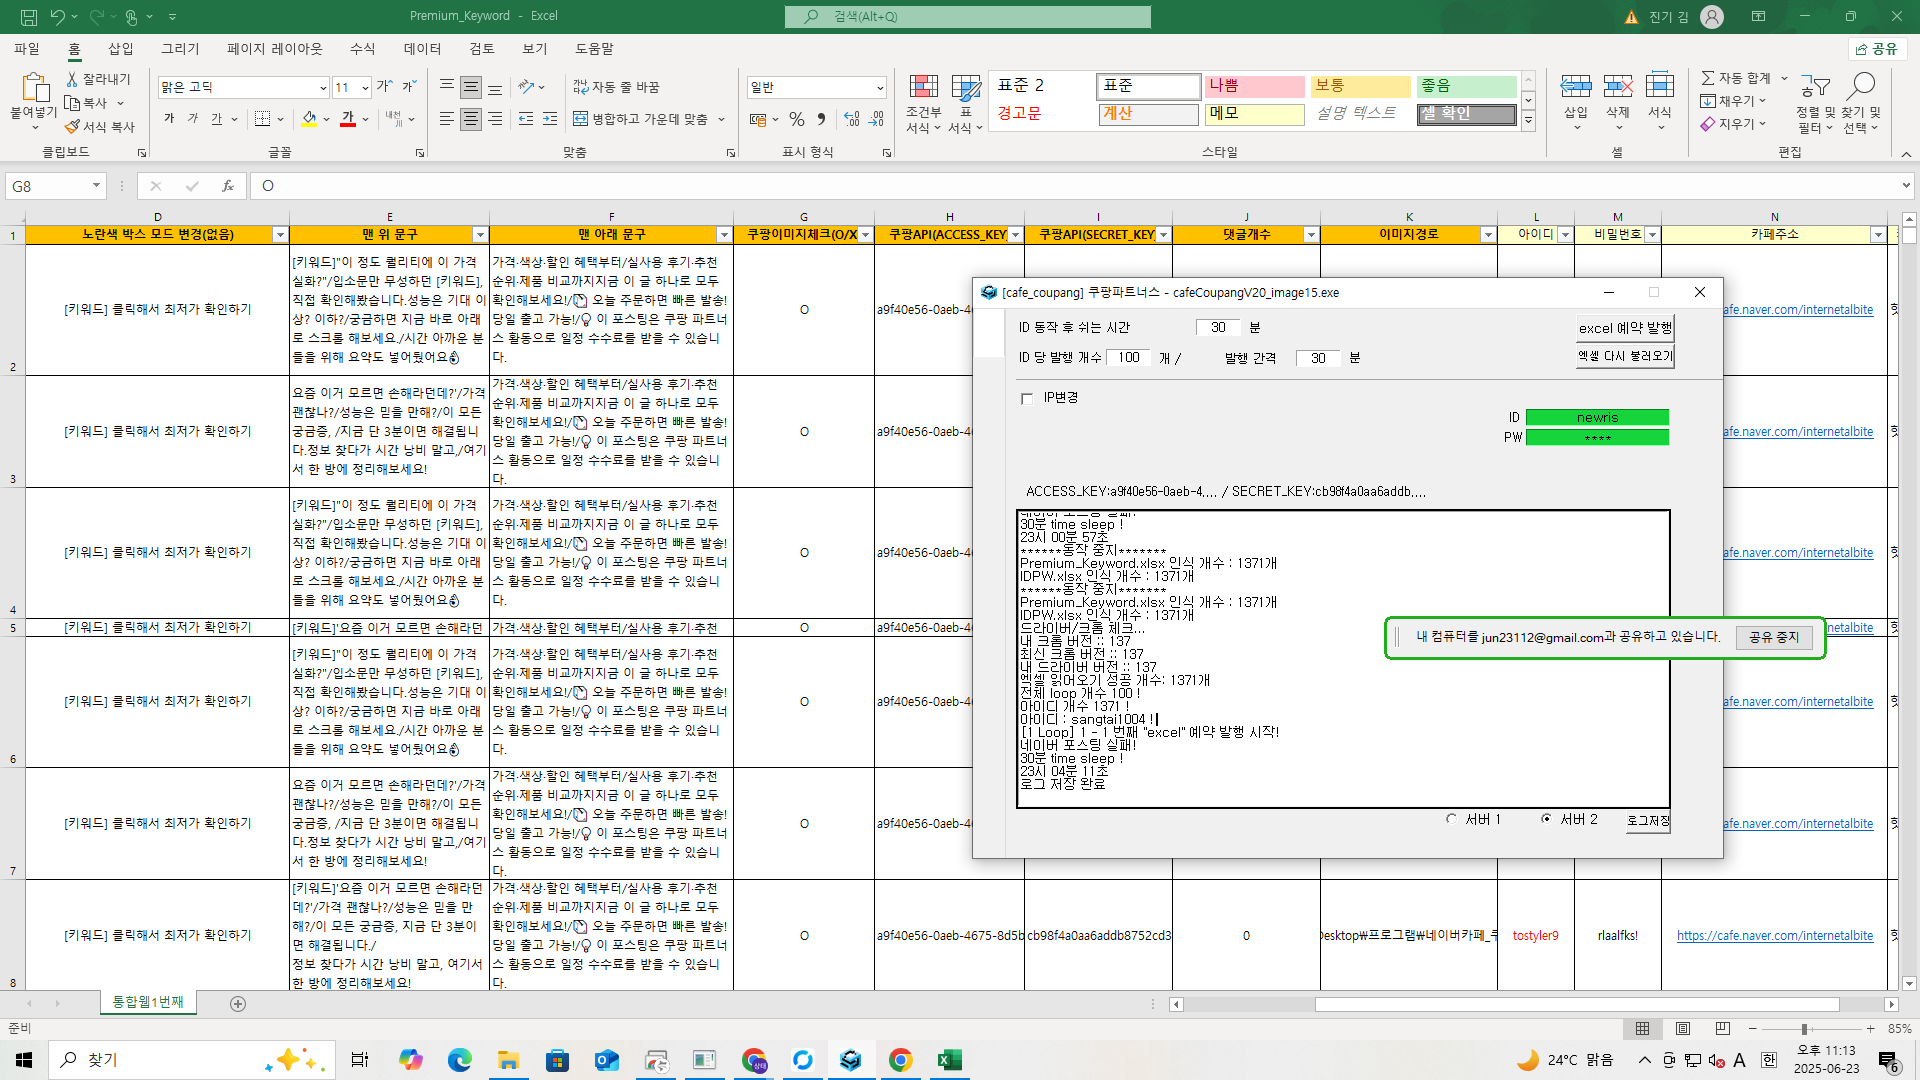 Premium_Keyword - Excel
검색(Alt+Q)
진기 김
파일 홈 삽입 그리기 페이지 레이아웃 수식 데이터 검토 보기 도움말
공유
붙여넣기
잘라내기
복사
서식 복사
클립보드
맑은 고딕 11
가 가 가
글꼴
자동 줄 바꿈
병합하고 가운데 맞춤
맞춤
일반
표시 형식
조건부 서식
표 서식
표준 2 표준 나쁨 보통 좋음
경고문 계산 메모 설명 텍스트 셀 확인
스타일
삽입 삭제 서식
셀
자동 합계
채우기
지우기
정렬 및 필터
찾기 및 선택
편집
G8
fx
O
D E F G H I J K L M N
1 노란색 박스 모드 변경(없음) 맨 위 문구 맨 아래 문구 쿠팡이미지체크(O/X) 쿠팡API(ACCESS_KEY) 쿠팡API(SECRET_KEY) 댓글개수 이미지경로 아이디 비밀번호 카페주소
2
[키워드] 클릭해서 최저가 확인하기
[키워드]"이 정도 퀄리티에 이 가격
실화?"/입소문만 무성하던 [키워드],
직접 확인해봤습니다.성능은 기대 이
상? 이하?/궁금하면 지금 바로 아래
로 스크롤 해보세요./시간 아까운 분
들을 위해 요약도 넣어뒀어요👌
가격·색상·할인 혜택부터/실사용 후기·추천
순위·제품 비교까지지금 이 글 하나로 모두
확인해보세요!/ 오늘 주문하면 빠른 발송!
당일 출고 가능!/ 이 포스팅은 쿠팡 파트너
스 활동으로 일정 수수료를 받을 수 있습니
다.
O
a9f40e56-0aeb-4
cafe.naver.com/internetalbite
3
[키워드] 클릭해서 최저가 확인하기
요즘 이거 모르면 손해라던데?'/가격
괜찮나?/성능은 믿을 만해?/이 모든
궁금증, /지금 단 3분이면 해결됩니
다.정보 찾다가 시간 낭비 말고,/여기
서 한 방에 정리해보세요!
가격·색상·할인 혜택부터/실사용 후기·추천
순위·제품 비교까지지금 이 글 하나로 모두
확인해보세요!/ 오늘 주문하면 빠른 발송!
당일 출고 가능!/ 이 포스팅은 쿠팡 파트너
스 활동으로 일정 수수료를 받을 수 있습니
다.
O
a9f40e56-0aeb-4
afe.naver.com/internetalbite
4
[키워드] 클릭해서 최저가 확인하기
[키워드]"이 정도 퀄리티에 이 가격
실화?"/입소문만 무성하던 [키워드],
직접 확인해봤습니다.성능은 기대 이
상? 이하?/궁금하면 지금 바로 아래
로 스크롤 해보세요./시간 아까운 분
들을 위해 요약도 넣어뒀어요👌
가격·색상·할인 혜택부터/실사용 후기·추천
순위·제품 비교까지지금 이 글 하나로 모두
확인해보세요!/ 오늘 주문하면 빠른 발송!
당일 출고 가능!/ 이 포스팅은 쿠팡 파트너
스 활동으로 일정 수수료를 받을 수 있습니
다.
O
a9f40e56-0aeb-4
afe.naver.com/internetalbite
5
[키워드] 클릭해서 최저가 확인하기
[키워드]'요즘 이거 모르면 손해라던
가격·색상·할인 혜택부터/실사용 후기·추천
O
a9f40e56-0aeb-4
netalbite
6
[키워드] 클릭해서 최저가 확인하기
[키워드]"이 정도 퀄리티에 이 가격
실화?"/입소문만 무성하던 [키워드],
직접 확인해봤습니다.성능은 기대 이
상? 이하?/궁금하면 지금 바로 아래
로 스크롤 해보세요./시간 아까운 분
들을 위해 요약도 넣어뒀어요👌
가격·색상·할인 혜택부터/실사용 후기·추천
순위·제품 비교까지지금 이 글 하나로 모두
확인해보세요!/ 오늘 주문하면 빠른 발송!
당일 출고 가능!/ 이 포스팅은 쿠팡 파트너
스 활동으로 일정 수수료를 받을 수 있습니
다.
O
a9f40e56-0aeb-4
afe.naver.com/internetalbite
7
[키워드] 클릭해서 최저가 확인하기
요즘 이거 모르면 손해라던데?'/가격
괜찮나?/성능은 믿을 만해?/이 모든
궁금증, /지금 단 3분이면 해결됩니
다.정보 찾다가 시간 낭비 말고,/여기
서 한 방에 정리해보세요!
가격·색상·할인 혜택부터/실사용 후기·추천
순위·제품 비교까지지금 이 글 하나로 모두
확인해보세요!/ 오늘 주문하면 빠른 발송!
당일 출고 가능!/ 이 포스팅은 쿠팡 파트너
스 활동으로 일정 수수료를 받을 수 있습니
다.
O
a9f40e56-0aeb-4
afe.naver.com/internetalbite
8
[키워드] 클릭해서 최저가 확인하기
[키워드]'요즘 이거 모르면 손해라던
데?'/가격 괜찮나?/성능은 믿을 만
해?/이 모든 궁금증, 지금 단 3분이
면 해결됩니다./
정보 찾다가 시간 낭비 말고, 여기서
한 방에 정리해보세요!
가격·색상·할인 혜택부터/실사용 후기·추천
순위·제품 비교까지지금 이 글 하나로 모두
확인해보세요!/ 오늘 주문하면 빠른 발송!
당일 출고 가능!/ 이 포스팅은 쿠팡 파트너
스 활동으로 일정 수수료를 받을 수 있습니
다.
O
a9f40e56-0aeb-4675-8d5b
cb98f4a0aa6addb8752cd3
0
Desktop₩프로그램₩네이버카페_쿠
tostyler9
rlaalfks!
https://cafe.naver.com/internetalbite
[cafe_coupang] 쿠팡파트너스 - cafeCoupangV20_image15.exe
ID 동작 후 쉬는 시간 30 분
excel 예약 발행
ID 당 발행 개수 100 개 / 발행 간격 30 분
엑셀 다시 불러오기
IP변경
ID newris
PW ****
ACCESS_KEY:a9f40e56-0aeb-4.... / SECRET_KEY:cb98f4a0aa6addb....
네이버 포스팅 실패!
30분 time sleep !
23시 00분 57초
******동작 중지*******
Premium_Keyword.xlsx 인식 개수 : 1371개
IDPW.xlsx 인식 개수 : 1371개
******동작 중지*******
Premium_Keyword.xlsx 인식 개수 : 1371개
IDPW.xlsx 인식 개수 : 1371개
드라이버/크롬 체크...
내 크롬 버전 :: 137
최신 크롬 버전 :: 137
내 드라이버 버전 :: 137
엑셀 읽어오기 성공 개수: 1371개
전체 loop 개수 100 !
아이디 개수 1371 !
아이디 : sangtai1004 !
[1 Loop] 1 - 1 번째 "excel" 예약 발행 시작!
네이버 포스팅 실패!
30분 time sleep !
23시 04분 11초
로그 저장 완료
서버 1 서버 2 로그저장
내 컴퓨터를 jun23112@gmail.com과 공유하고 있습니다. 공유 중지
통합웰1번째
준비
85%
찾기
24°C 맑음
A
한
오후 11:13
2025-06-23
6